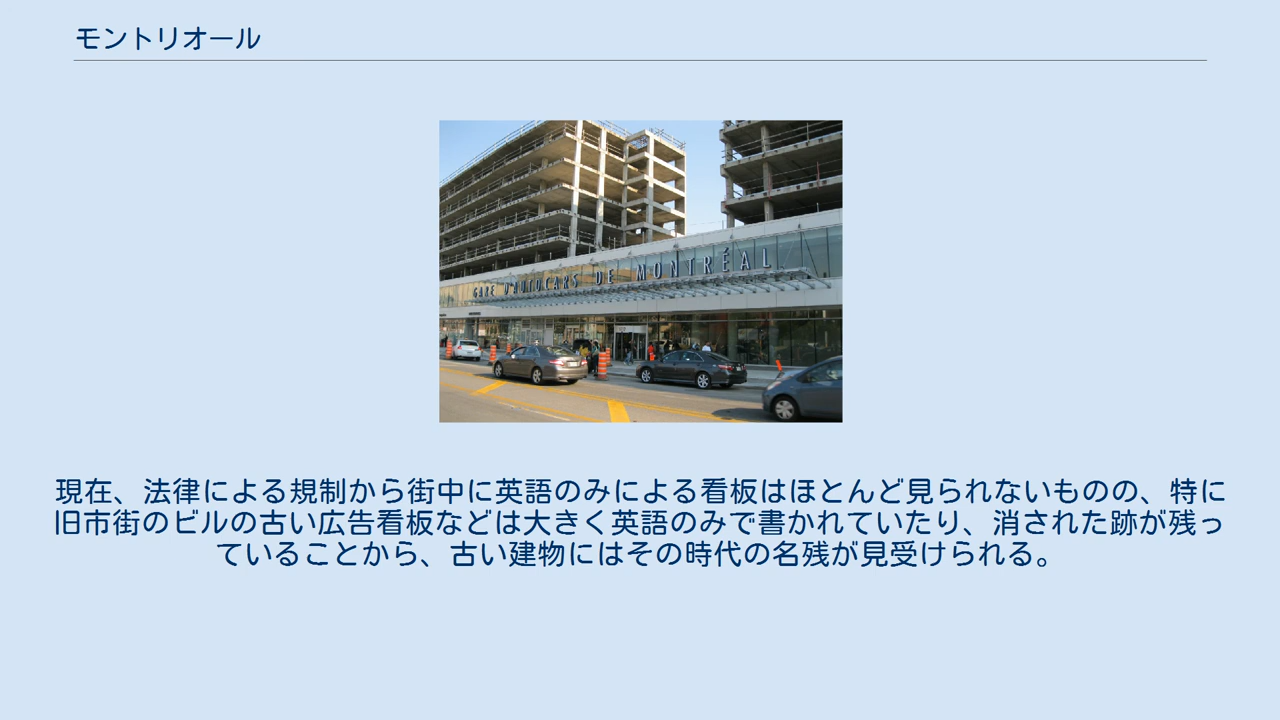 モントリオール
GARE D'AUTOCARS DE MONTRÉAL
現在、法律による規制から街中に英語のみによる看板はほとんど見られないものの、特に
旧市街のビルの古い広告看板などは大きく英語のみで書かれていたり、消された跡が残っ
ていることから、古い建物にはその時代の名残が見受けられる。